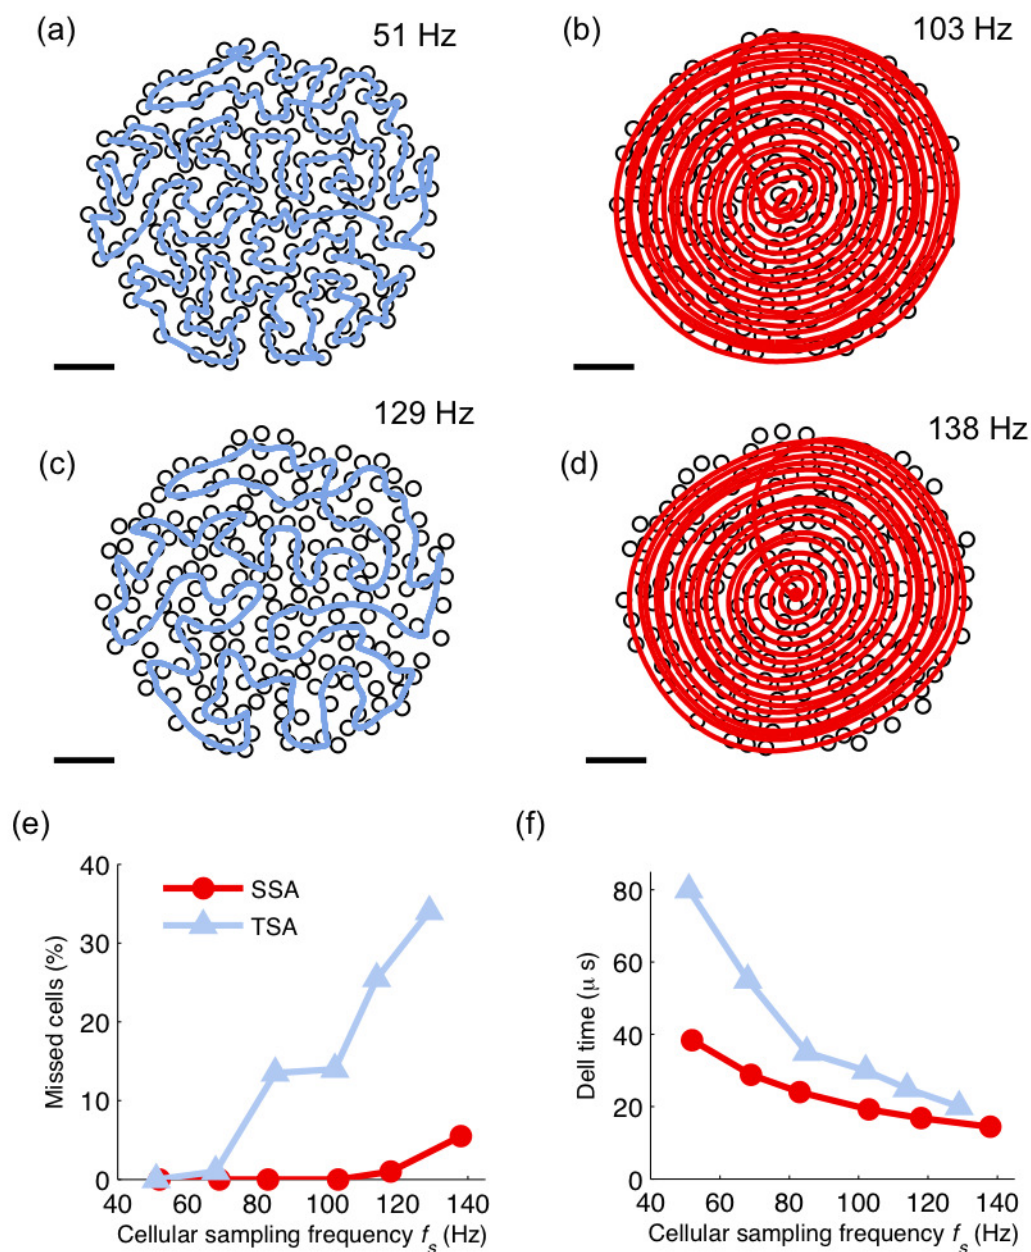 (a)
51 Hz
(b)
103 Hz
(c)
129 Hz
(d)
138 Hz
(e)
40
30
20
10
0
Missed cells (%)
SSA
TSA
40 60 80 100 120 140
Cellular sampling frequency fs (Hz)
(f)
80
60
40
20
0
Dell time (μ s)
40 60 80 100 120 140
Cellular sampling frequency fs (Hz)